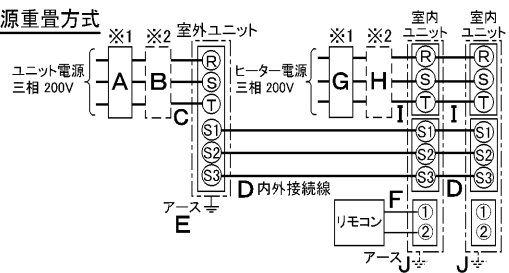 源重畳方式
※1
※2
室外ユニット
※1
※2
室内
ユニット
室内
ユニット
ユニット電源
三相 200V
A
B
C
R
S
T
ヒーター電源
三相 200V
G
H
I
R
S
T
I
R
S
T
S1
S2
S3
S1
S2
S3
S1
S2
S3
D 内外接続線
D
アース
E
リモコン
F
①
②
①
②
アース J
J